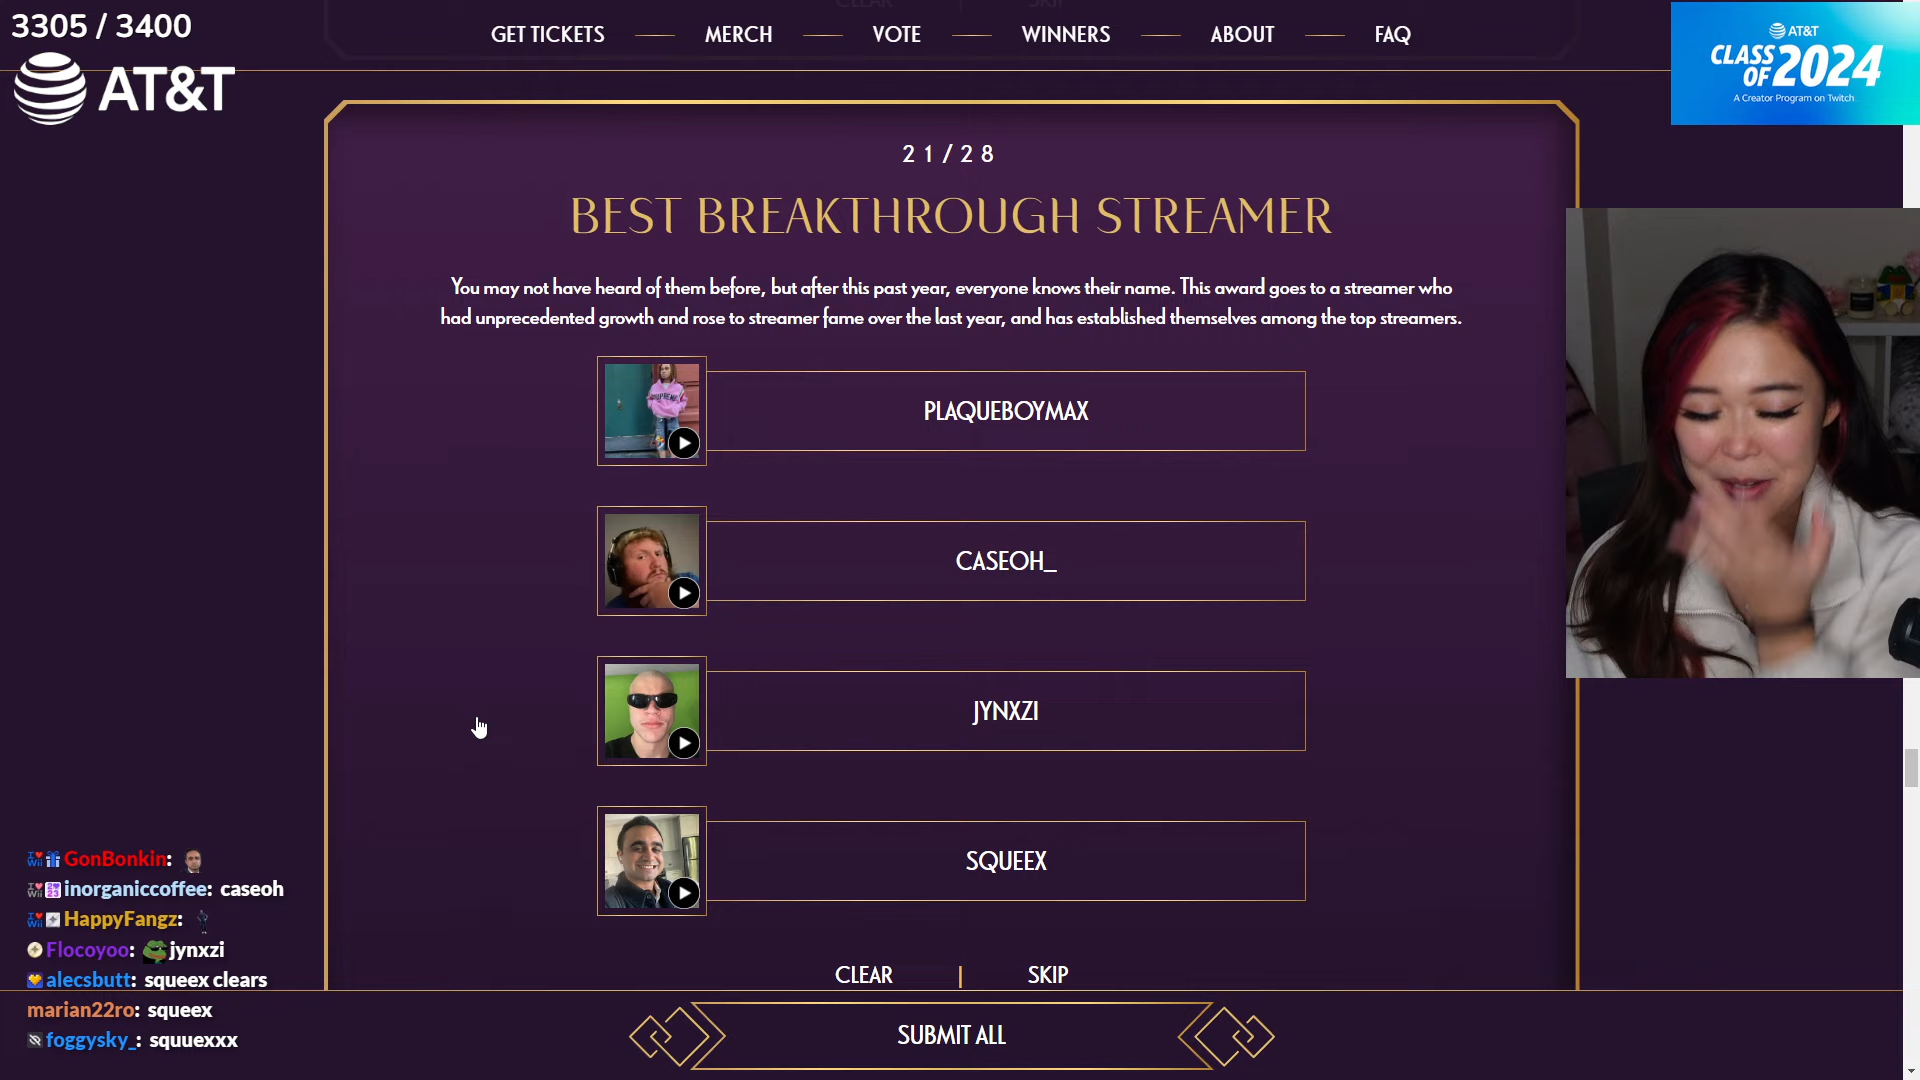 3305 / 3400
AT&T
GET TICKETS
MERCH
VOTE
WINNERS
ABOUT
FAQ
AT&T
CLASS
OF 2024
A Creator Program on Twitch
21/28
BEST BREAKTHROUGH STREAMER
You may not have heard of them before, but after this past year, everyone knows their name. This award goes to a streamer who
had unprecedented growth and rose to streamer fame over the last year, and has established themselves among the top streamers.
PLAQUEBOYMAX
CASEOH_
JYNXZI
SQUEEX
CLEAR | SKIP
SUBMIT ALL
GonBonkin:
inorganiccoffee: caseoh
HappyFangz:
Flocoyoo: jynxzi
alecsbutt: squeex clears
marian22ro: squeex
foggysky_: squuexxx